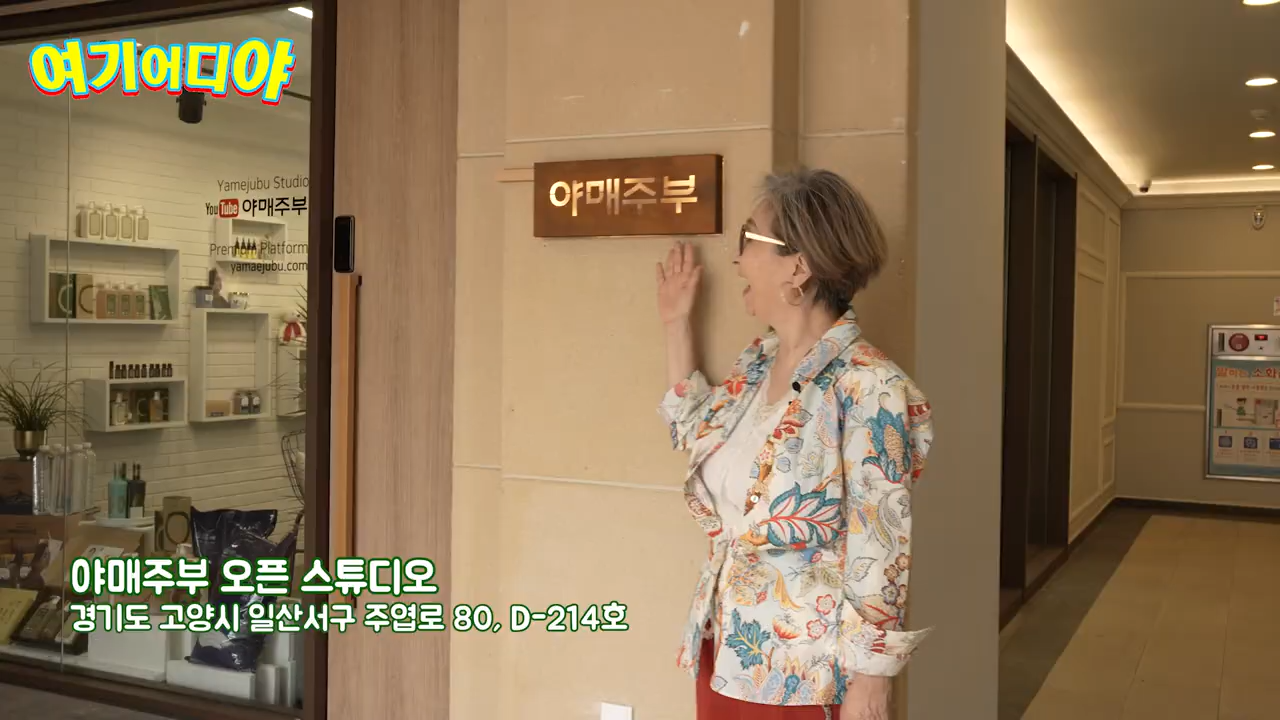 여기어디야
야매주부
Yamejubu Studio
YouTube 야매주부
Premium Platform
yamaejubu.com
야매주부 오픈 스튜디오
경기도 고양시 일산서구 주엽로 80, D-214호